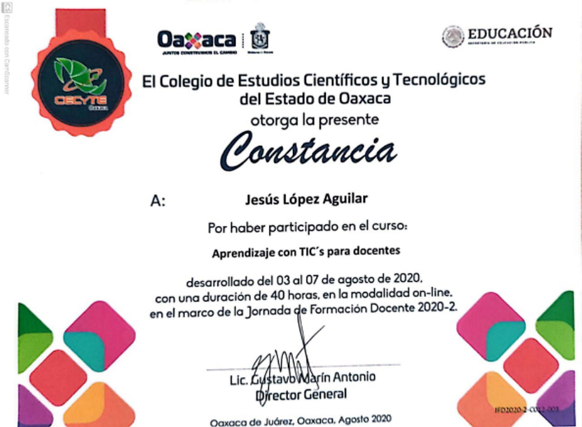 Escaneado con CamScanner
Oaxaca
JUNTOS CONSTRUIMOS EL CAMBIO
EDUCACIÓN
SECRETARÍA DE EDUCACIÓN PÚBLICA
CECYTE
Oaxaca
El Colegio de Estudios Científicos y Tecnológicos
del Estado de Oaxaca
otorga la presente
Constancia
A: Jesús López Aguilar
Por haber participado en el curso:
Aprendizaje con TIC´s para docentes
desarrollado del 03 al 07 de agosto de 2020,
con una duración de 40 horas, en la modalidad on-line,
en el marco de la Jornada de Formación Docente 2020-2.
Lic. Gustavo Marín Antonio
Director General
Oaxaca de Juárez, Oaxaca, Agosto 2020